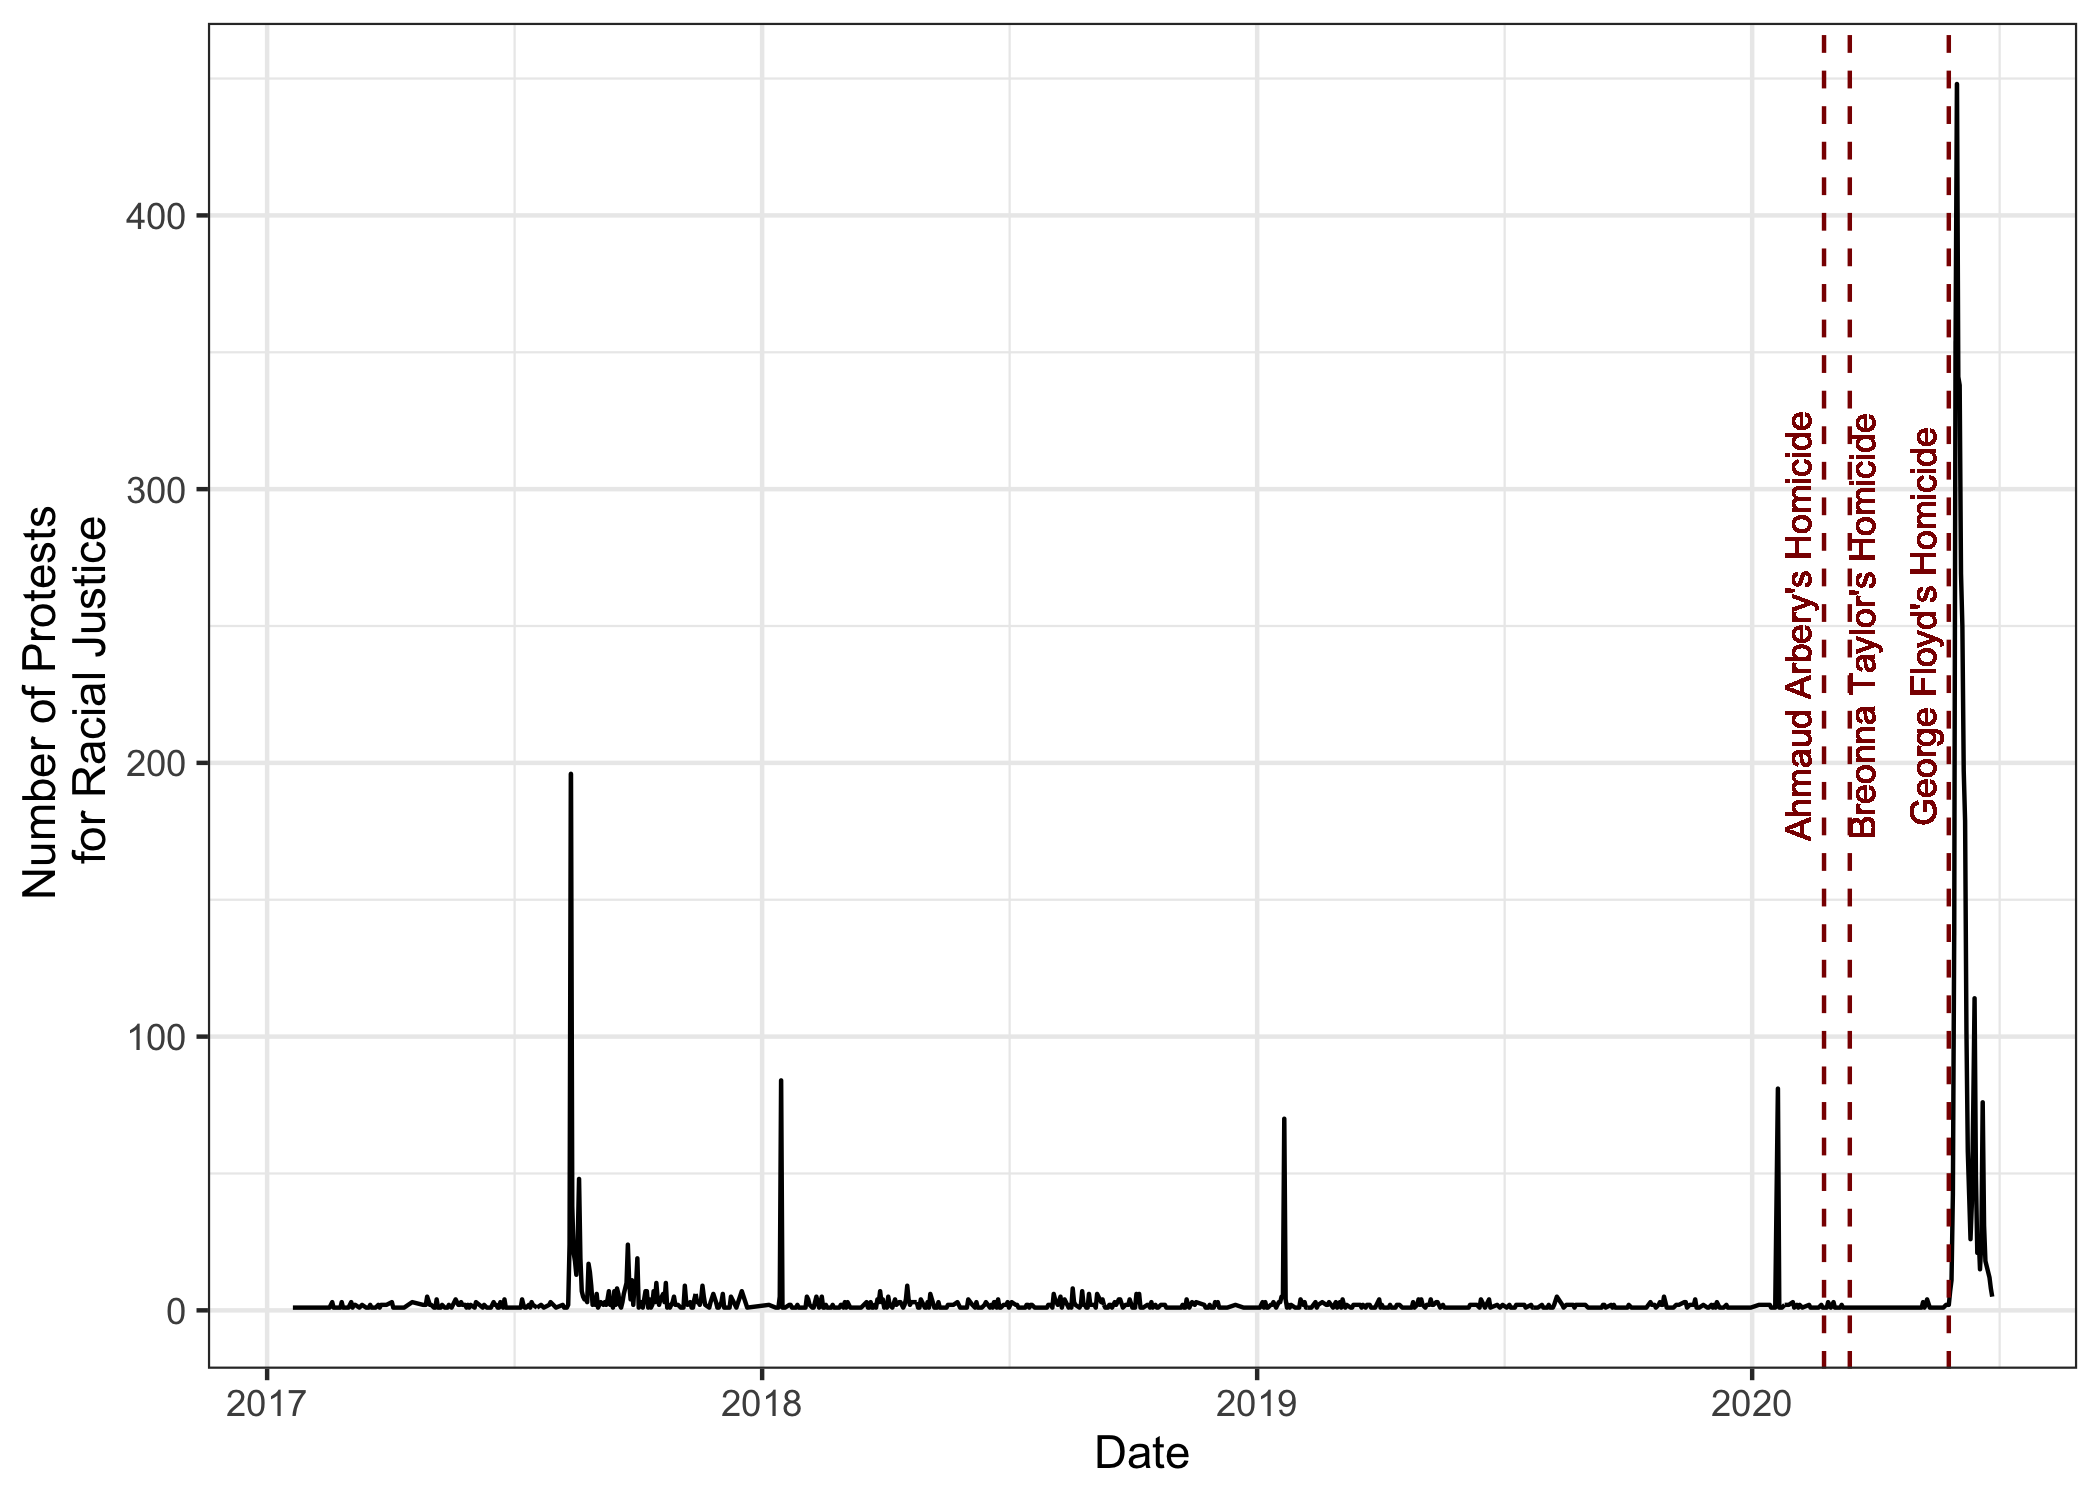 Number of Protests
for Racial Justice
400
300
200
100
0
Ahmaud Arbery's Homicide
Breonna Taylor's Homicide
George Floyd's Homicide
2017
2018
2019
2020
Date